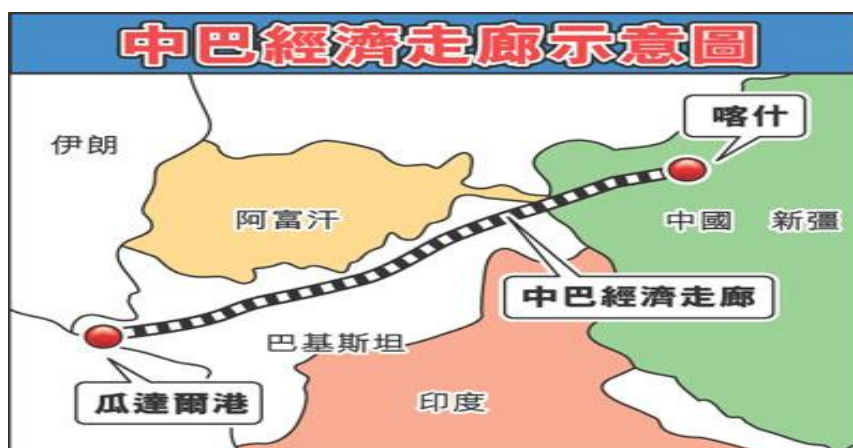 中巴經濟走廊示意圖
喀什
伊朗
阿富汗
中國 新疆
中巴經濟走廊
巴基斯坦
瓜達爾港
印度